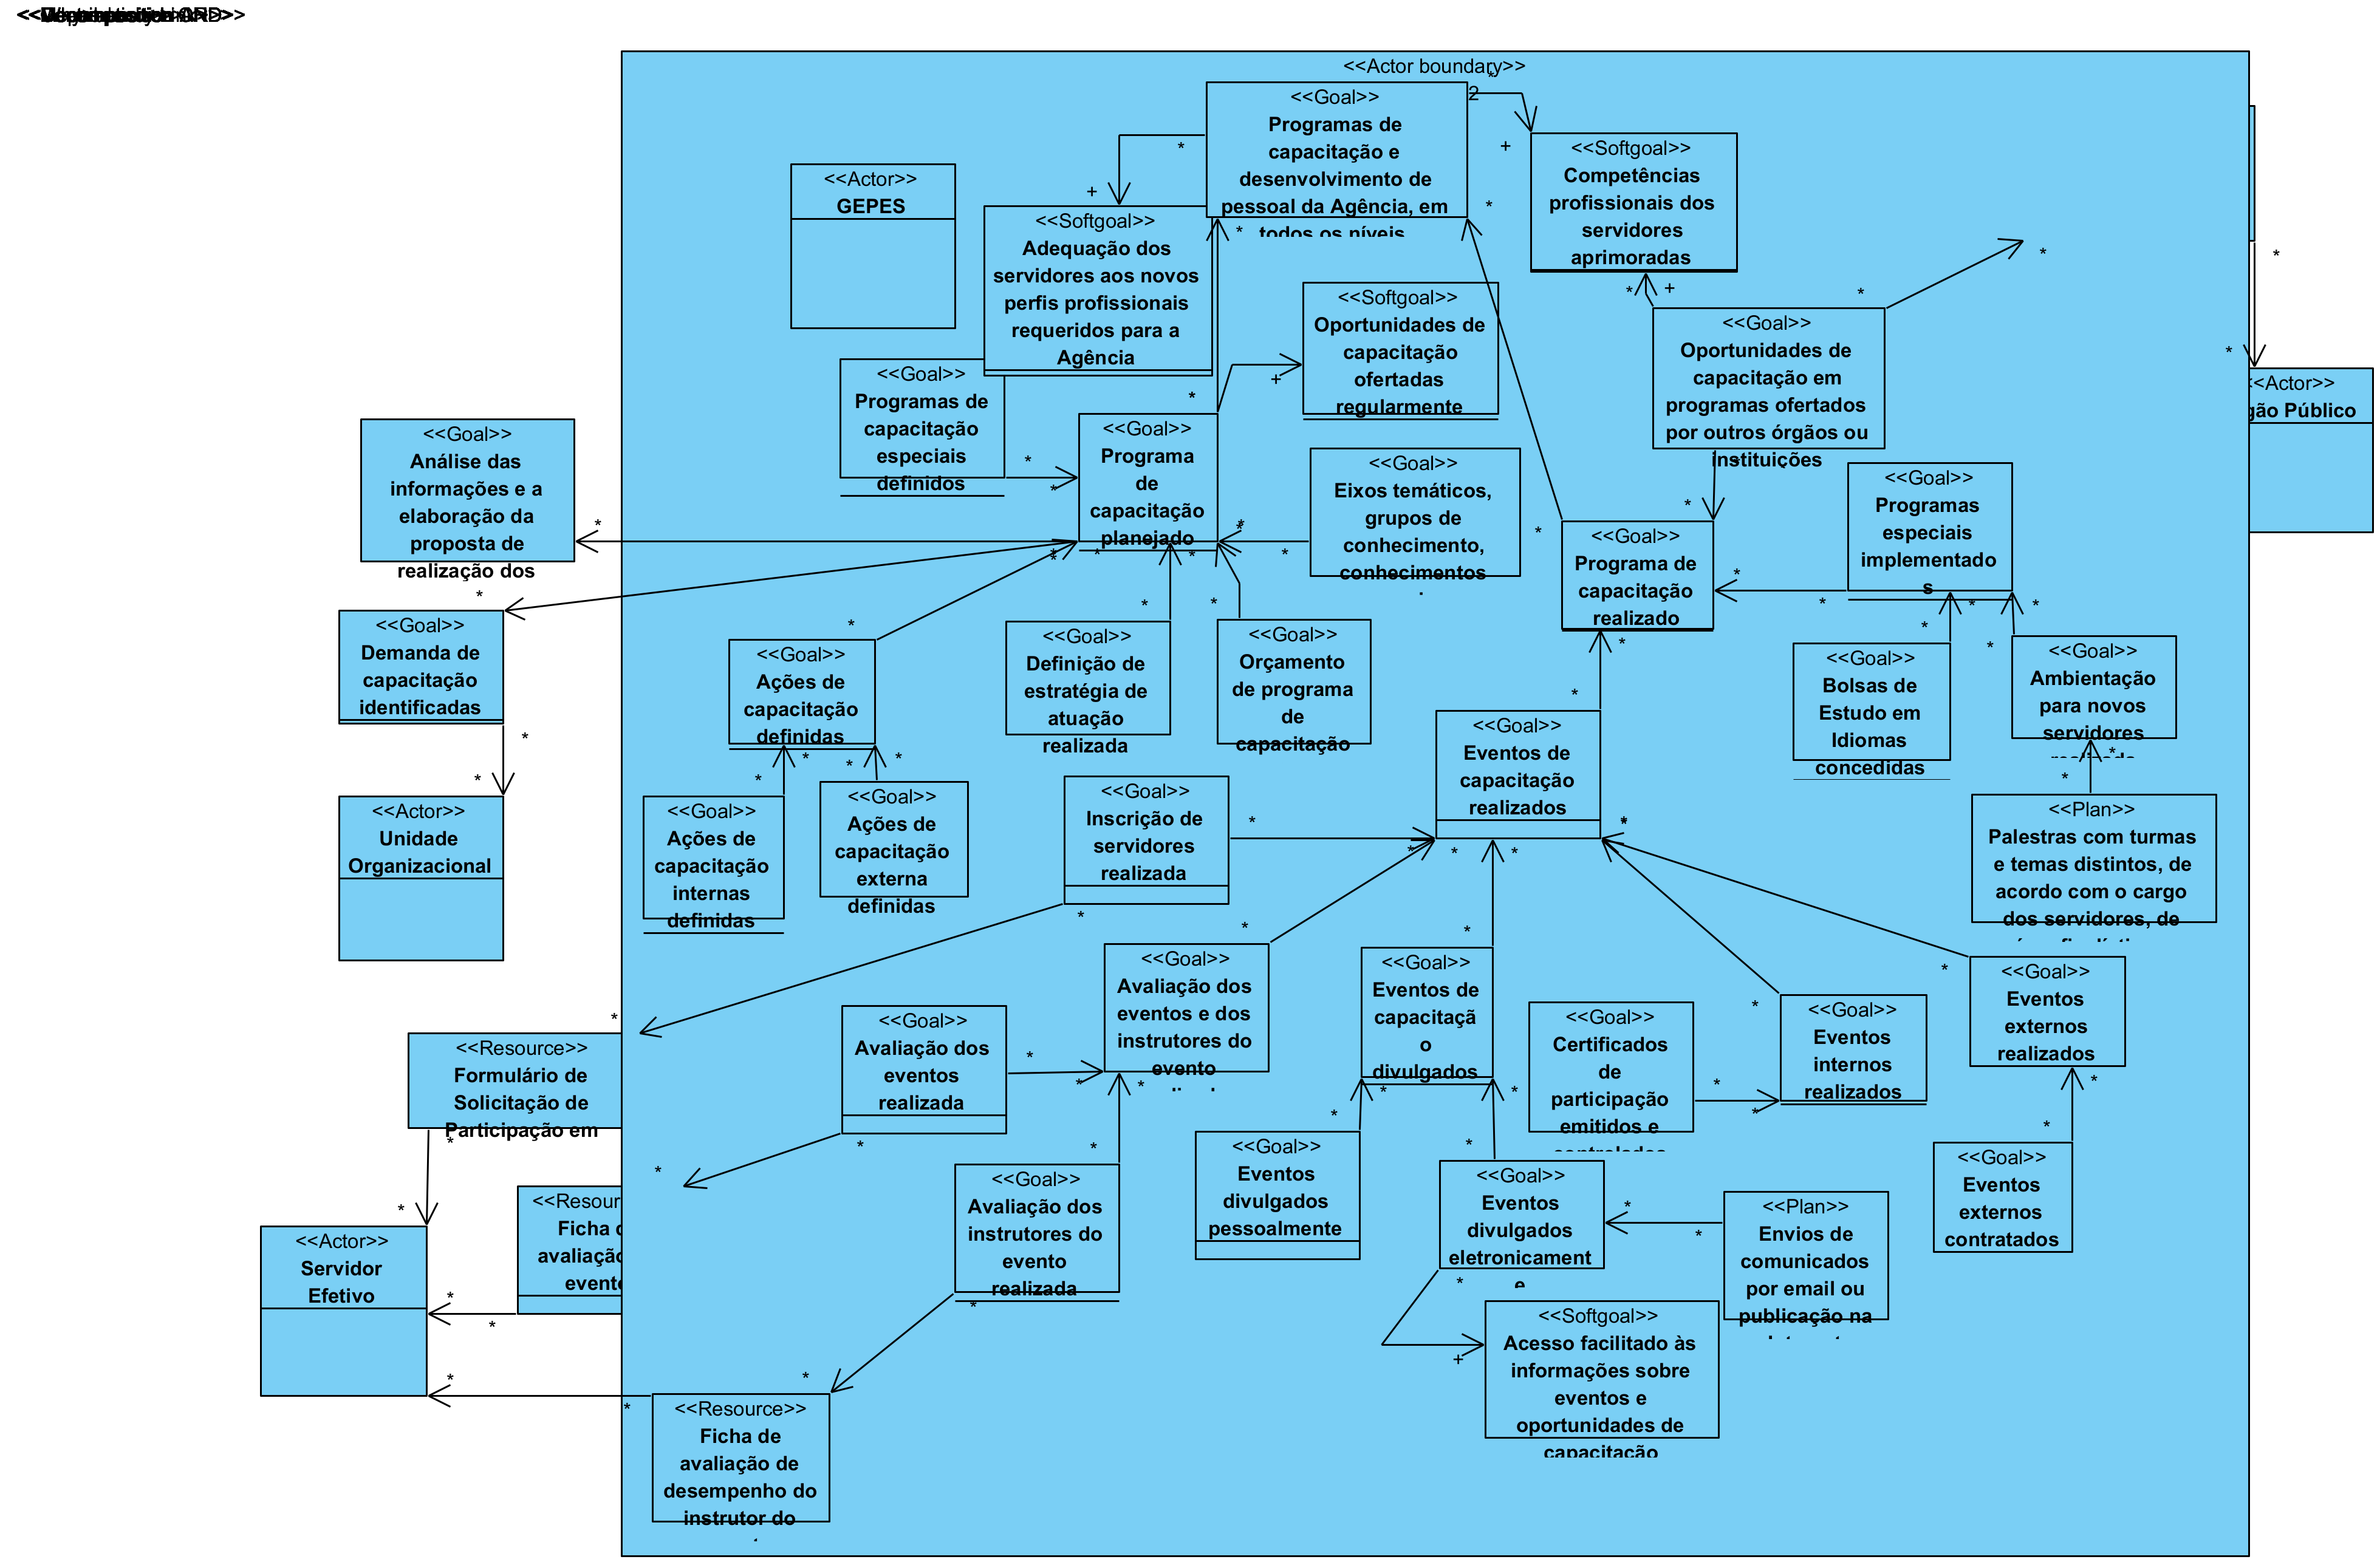 <<Actor boundary>>
<<Goal>>
Programas de
capacitação e
desenvolvimento de
pessoal da Agência, em
todos os níveis
*
2
+
<<Softgoal>>
Competências
profissionais dos
servidores
aprimoradas
<<Actor>>
GEPES
*
+
<<Softgoal>>
Adequação dos
servidores aos novos
perfis profissionais
requeridos para a
Agência
<<Softgoal>>
Oportunidades de
capacitação
ofertadas
regularmente
+
<<Goal>>
Oportunidades de
capacitação em
programas ofertados
por outros órgãos ou
instituições
*
+
<<Goal>>
Programas de
capacitação
especiais
definidos
<<Actor>>
gão Público
<<Goal>>
Análise das
informações e a
elaboração da
proposta de
realização dos
<<Goal>>
Programa
de
capacitação
planejado
<<Goal>>
Eixos temáticos,
grupos de
conhecimento,
conhecimentos
<<Goal>>
Programas
especiais
implementado
s
<<Goal>>
Programa de
capacitação
realizado
<<Goal>>
Demanda de
capacitação
identificadas
<<Goal>>
Ações de
capacitação
definidas
<<Goal>>
Definição de
estratégia de
atuação
realizada
<<Goal>>
Orçamento
de programa
de
capacitação
<<Goal>>
Bolsas de
Estudo em
Idiomas
concedidas
<<Goal>>
Ambientação
para novos
servidores
<<Goal>>
Eventos de
capacitação
realizados
<<Actor>>
Unidade
Organizacional
<<Goal>>
Ações de
capacitação
internas
definidas
<<Goal>>
Ações de
capacitação
externa
definidas
<<Goal>>
Inscrição de
servidores
realizada
<<Plan>>
Palestras com turmas
e temas distintos, de
acordo com o cargo
dos servidores, de
<<Goal>>
Avaliação dos
eventos e dos
instrutores do
evento
<<Goal>>
Eventos de
capacitaçã
o
divulgados
<<Goal>>
Eventos
externos
realizados
<<Goal>>
Certificados
de
participação
emitidos e
controlados
<<Goal>>
Eventos
internos
realizados
<<Goal>>
Avaliação dos
eventos
realizada
<<Resource>>
Formulário de
Solicitação de
Participação em
<<Goal>>
Eventos
divulgados
pessoalmente
<<Goal>>
Eventos
divulgados
eletronicament
e
<<Goal>>
Eventos
externos
contratados
<<Goal>>
Avaliação dos
instrutores do
evento
realizada
<<Plan>>
Envios de
comunicados
por email ou
publicação na
<<Actor>>
Servidor
Efetivo
<<Resour
Ficha
avaliaçã
event
+
<<Softgoal>>
Acesso facilitado às
informações sobre
eventos e
oportunidades de
capacitação
<<Resource>>
Ficha de
avaliação de
desempenho do
instrutor do